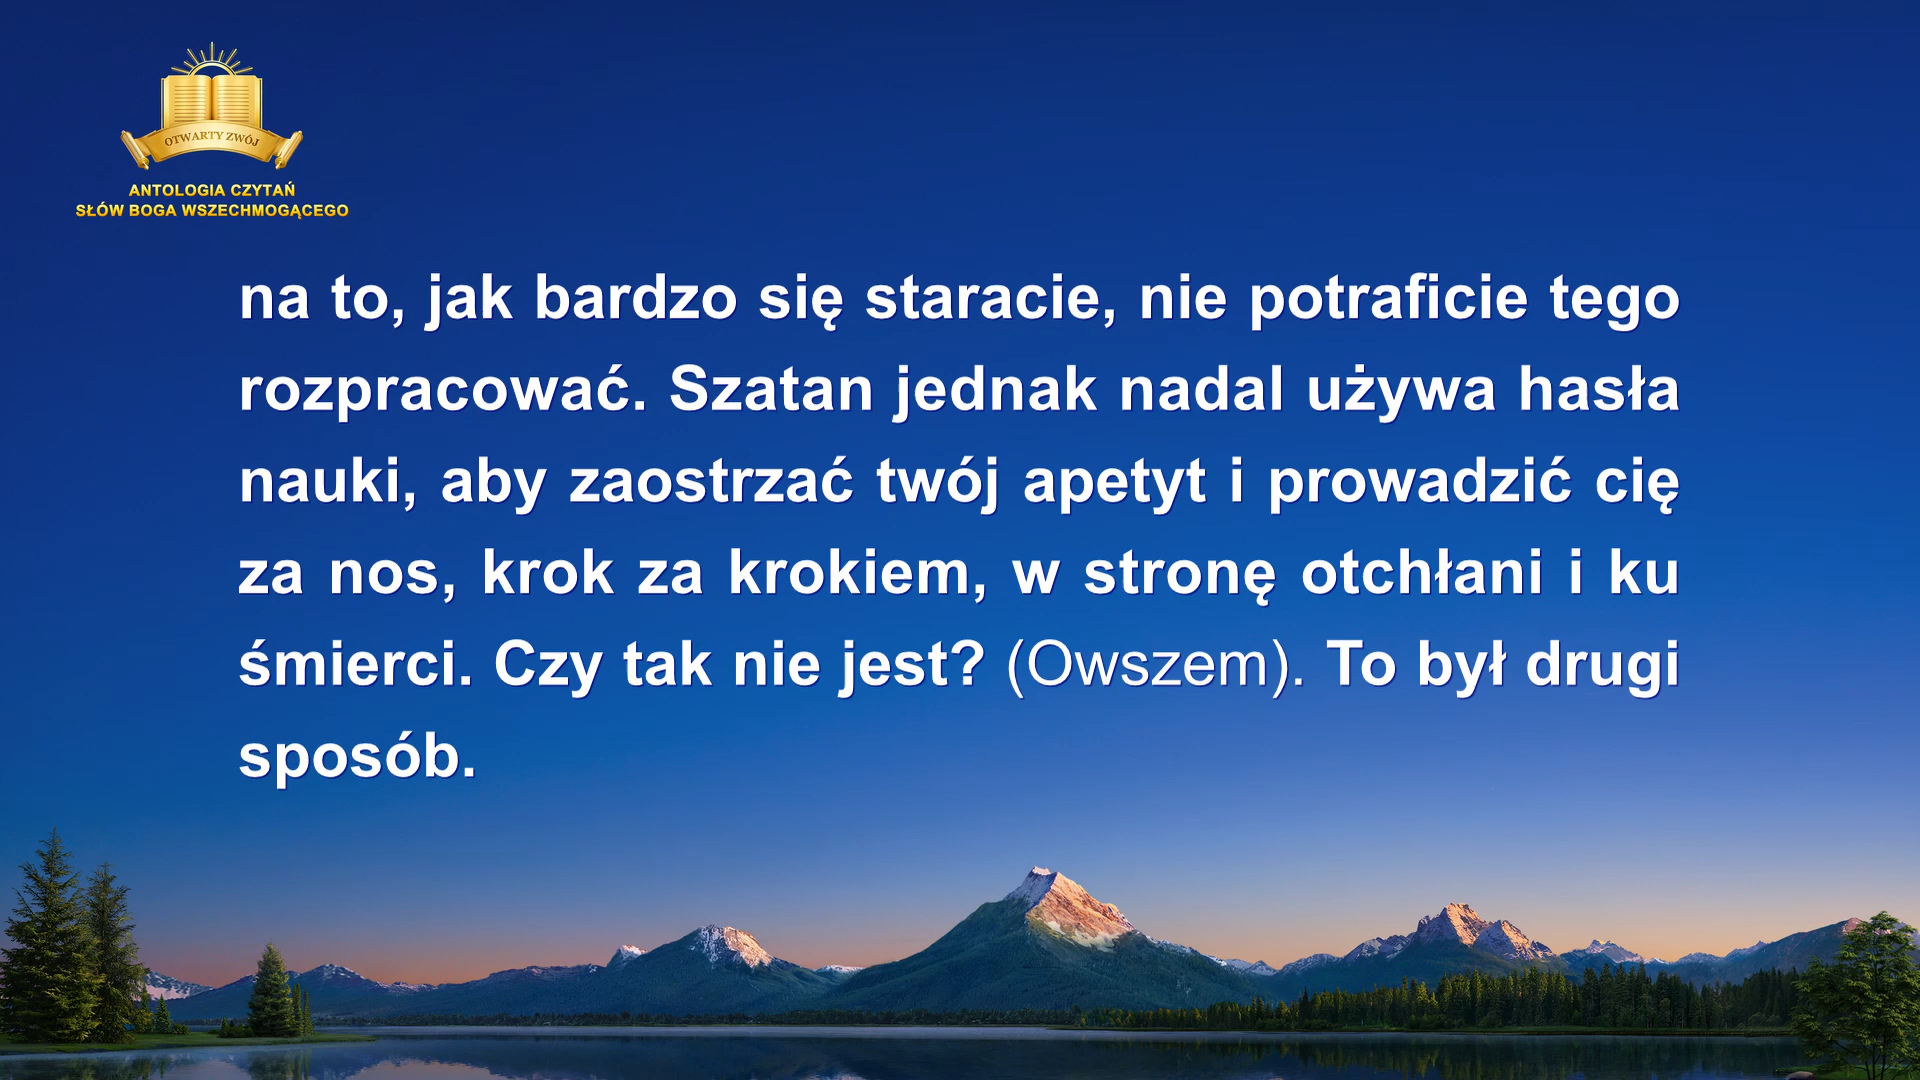 OTWARTY ZWÓJ
ANTOLOGIA CZYTAŃ
SŁÓW BOGA WSZECHMOGĄCEGO
na to, jak bardzo się staracie, nie potraficie tego
rozpracować. Szatan jednak nadal używa hasła
nauki, aby zaostrzać twój apetyt i prowadzić cię
za nos, krok za krokiem, w stronę otchłani i ku
śmierci. Czy tak nie jest? (Owszem). To był drugi
sposób.